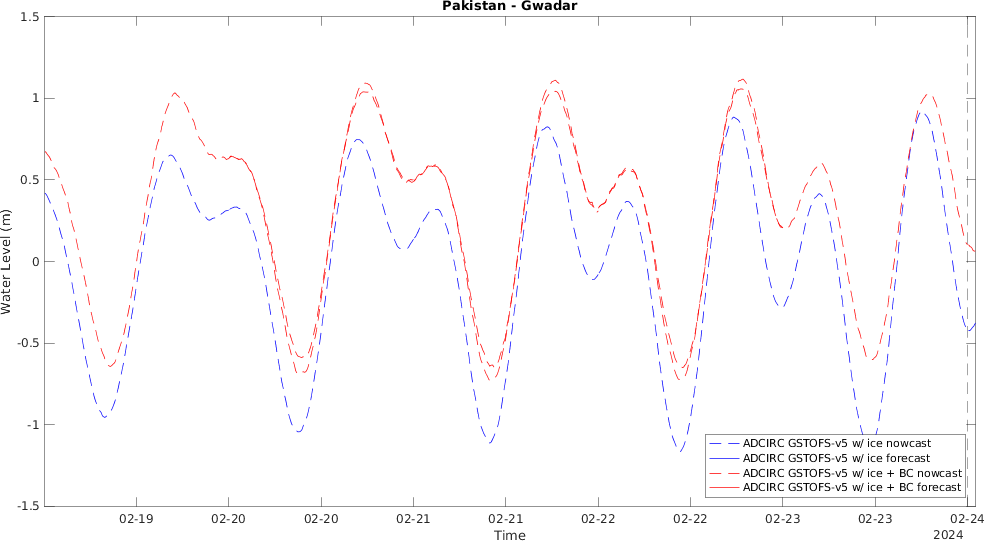 Pakistan - Gwadar
Water Level (m)
1.5
1
0.5
0
-0.5
-1
-1.5
ADCIRC GSTOFS-v5 w/ ice nowcast
ADCIRC GSTOFS-v5 w/ ice forecast
ADCIRC GSTOFS-v5 w/ ice + BC nowcast
ADCIRC GSTOFS-v5 w/ ice + BC forecast
02-19 02-20 02-20 02-21 02-21 02-22 02-22 02-23 02-23 02-24
Time
2024